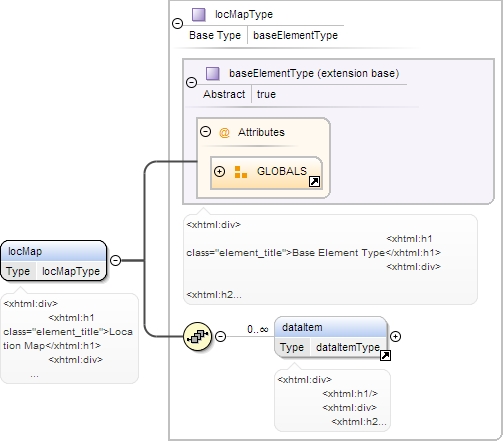 locMapType
Base Type baseElementType
baseElementType (extension base)
Abstract true
@ Attributes
GLOBALS
<xhtml:div>
<xhtml:h1
class="element_title">Base Element Type</xhtml:h1>
<xhtml:div>
<xhtml:h2...
locMap
Type locMapType
<xhtml:div>
<xhtml:h1
class="element_title">Loca
tion Map</xhtml:h1>
<xhtml:div>
...
0..∞
dataItem
Type dataItemType
<xhtml:div>
<xhtml:h1/>
<xhtml:div>
<xhtml:h2...